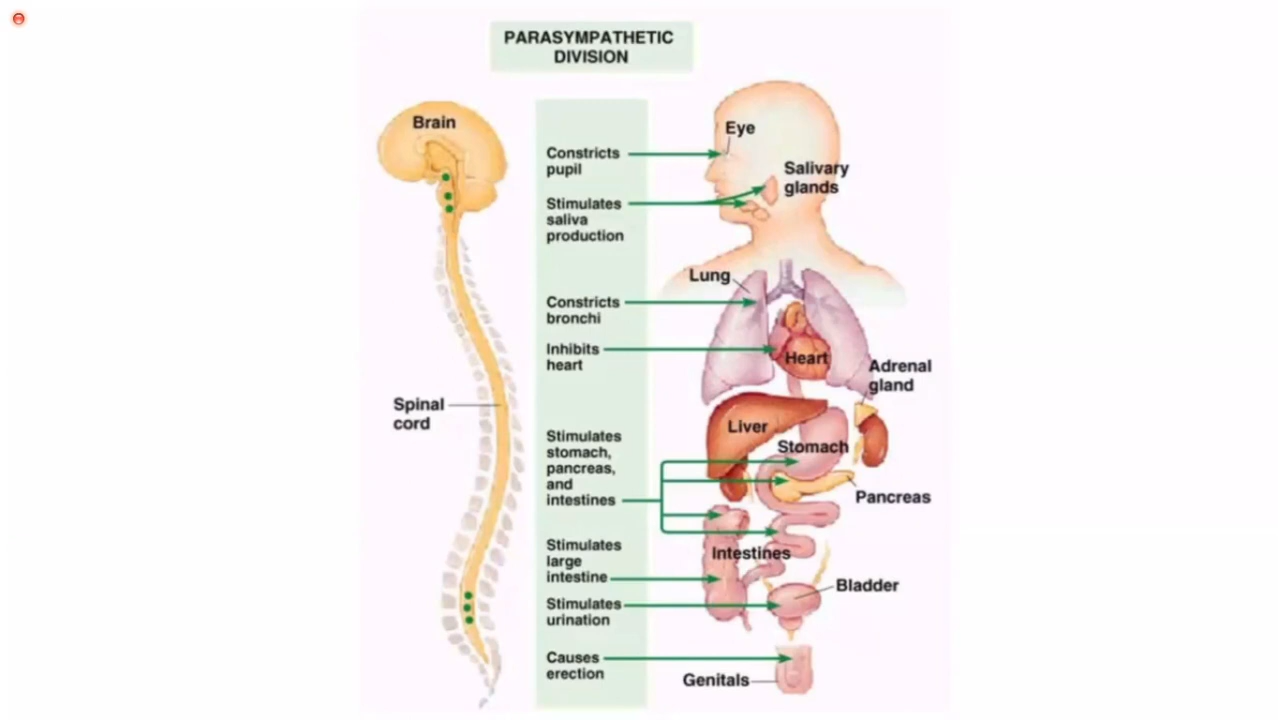 PARASYMPATHETIC
DIVISION
Brain
Spinal
cord
Constricts
pupil
Stimulates
saliva
production
Constricts
bronchi
Inhibits
heart
Stimulates
stomach,
pancreas,
and
intestines
Stimulates
large
intestine
Stimulates
urination
Causes
erection
Eye
Salivary
glands
Lung
Heart
Adrenal
gland
Liver
Stomach
Pancreas
Intestines
Bladder
Genitals